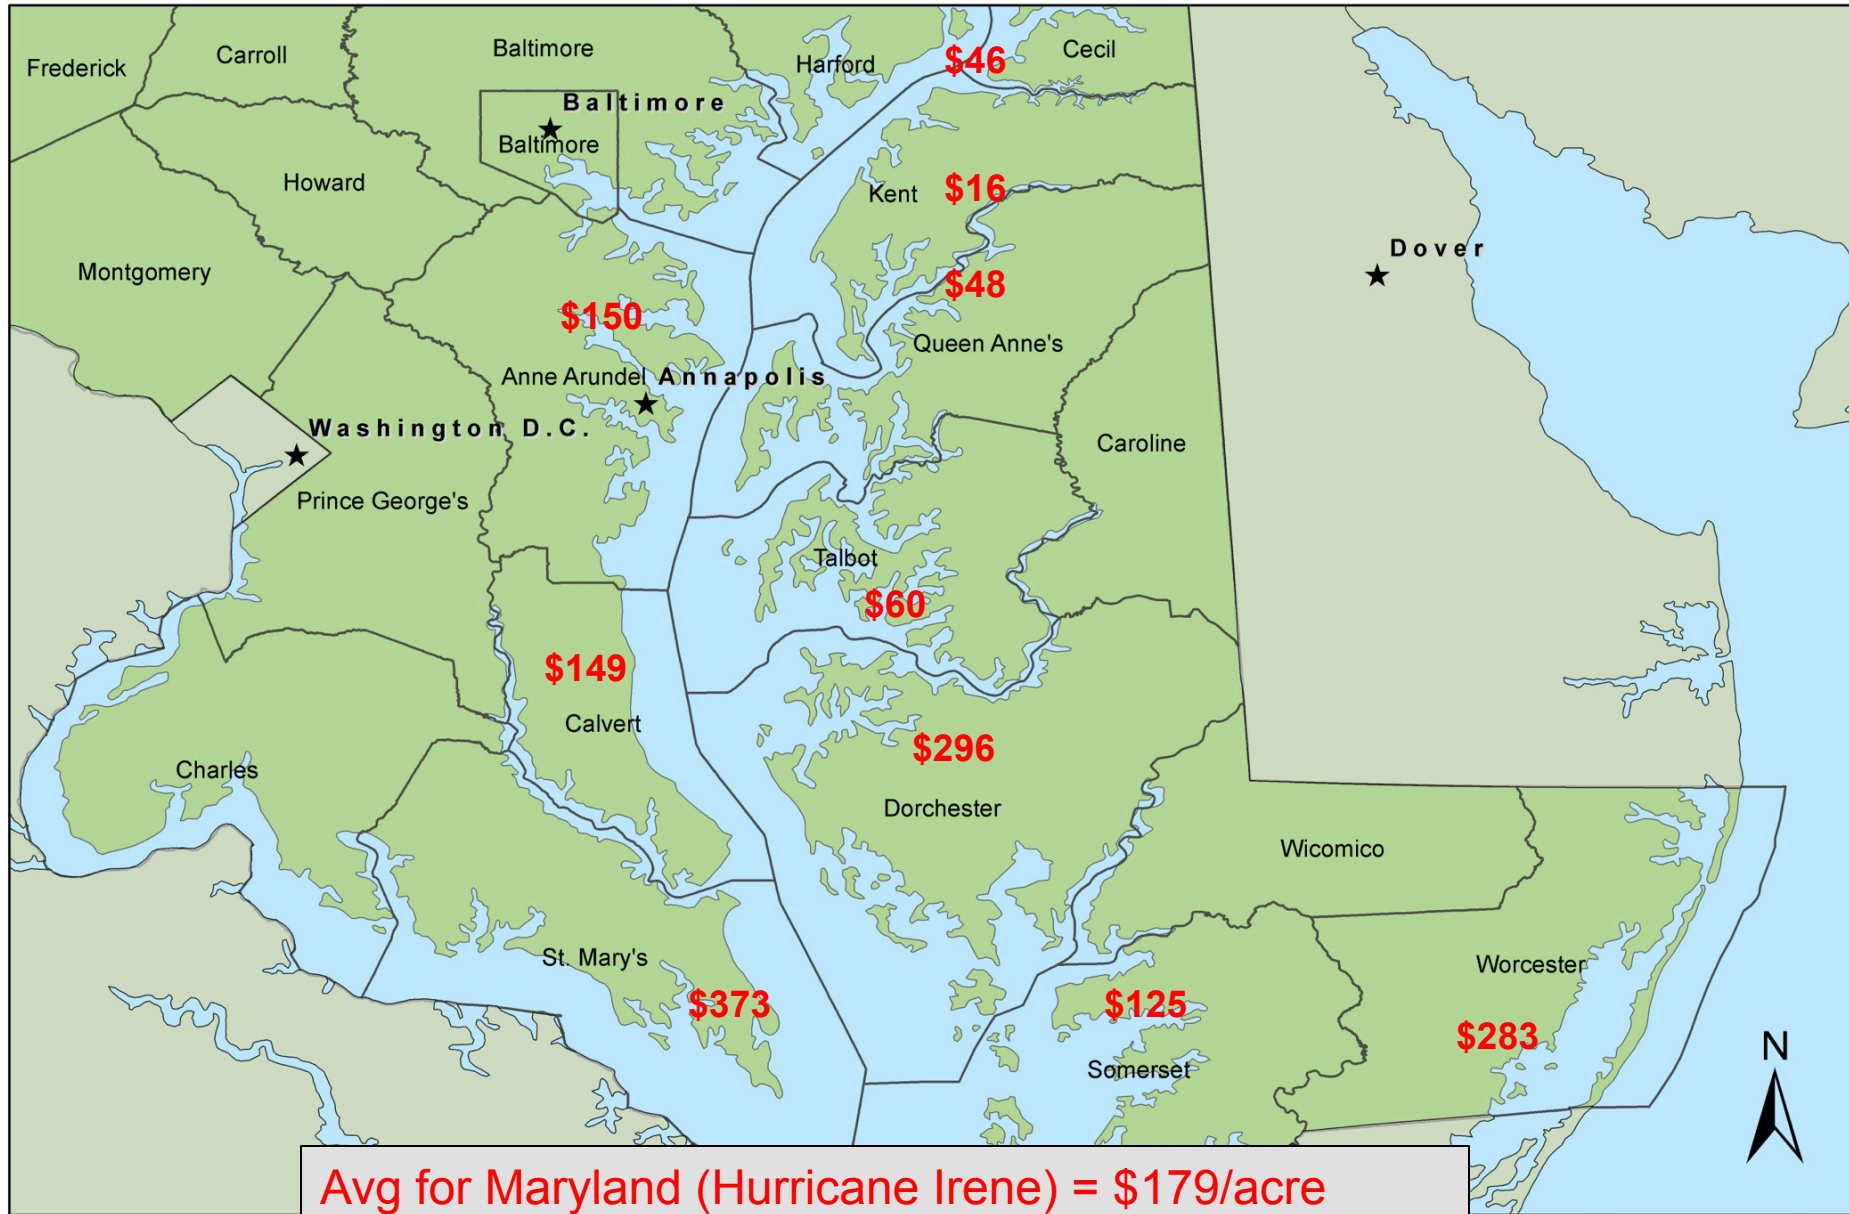 Frederick
Carroll
Baltimore
Harford
$46
Cecil
Baltimore
Baltimore
Howard
Kent
$16
Montgomery
Dover
$48
$150
Queen Anne's
Anne Arundel
Annapolis
Washington D.C.
Caroline
Prince George's
Talbot
$60
$149
Calvert
$296
Charles
Dorchester
Wicomico
St. Mary's
Worcester
$373
$125
$283
Somerset
N
Avg for Maryland (Hurricane Irene) = $179/acre